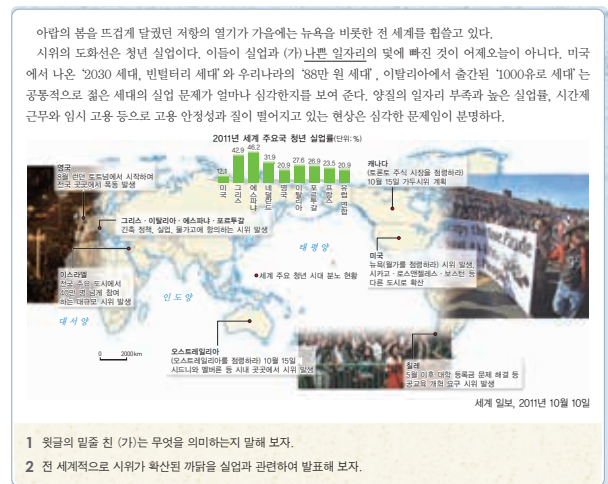 아랍의 봄을 뜨겁게 달궜던 저항의 열기가 가을에는 뉴욕을 비롯한 전 세계를 휩쓸고 있다.
시위의 도화선은 청년 실업이다. 이들이 실업과 (가) 나쁜 일자리의 덫에 빠진 것이 어제오늘이 아니다. 미국
에서 나온 '2030 세대, 빈털터리 세대'와 우리나라의 '88만 원 세대', 이탈리아에서 출간된 '1000유로 세대'는
공통적으로 젊은 세대의 실업 문제가 얼마나 심각한지를 보여 준다. 양질의 일자리 부족과 높은 실업률, 시간제
근무와 임시 고용 등으로 고용 안정성과 질이 떨어지고 있는 현상은 심각한 문제임이 분명하다.
2011년 세계 주요국 청년 실업률(단위: %)
12.1 42.9 46.2 31.9 20.9 27.6 26.9 23.5 20.9
미국 그리스 에스파냐 네덜란드 영국 이탈리아 포르투갈 프랑스 유럽 연합
영국
8월 런던 토트넘에서 시작하여
전국 곳곳에서 폭동 발생
그리스·이탈리아·에스파냐·포르투갈
긴축 정책, 실업, 물가고에 항의하는 시위 발생
이스라엘
전국 주요 도시에서
40만 명 넘게 참여
하는 대규모 시위 발생
대서양
인도양
태평양
세계 주요 청년 시대 분노 현황
캐나다
(토론토 주식 시장을 점령하라)
10월 15일 가두시위 계획
미국
뉴욕(월가를 점령하라) 시위 발생,
시카고·로스앤젤레스·보스턴 등
다른 도시로 확산
오스트레일리아
(오스트레일리아를 점령하라) 10월 15일
시드니와 멜버른 등 시내 곳곳에서 시위 발생
칠레
5월 이후 대학 등록금 문제 해결 등
공교육 개혁 요구 시위 발생
0 2000km
세계 일보, 2011년 10월 10일
1 윗글의 밑줄 친 (가)는 무엇을 의미하는지 말해 보자.
2 전 세계적으로 시위가 확산된 까닭을 실업과 관련하여 발표해 보자.